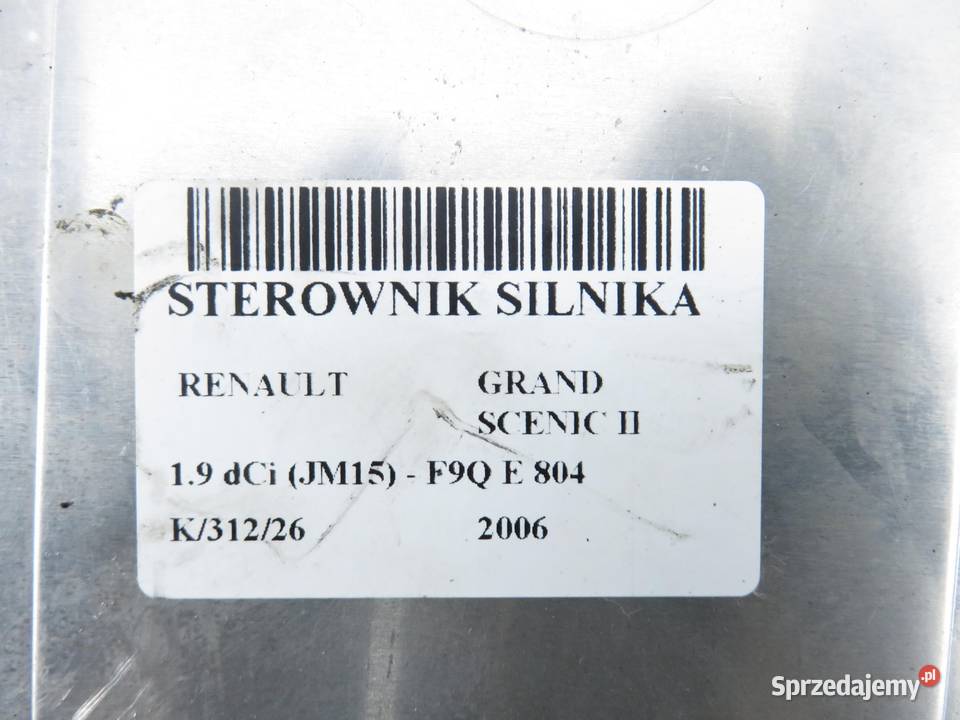 STEROWNIK SILNIKA
RENAULT GRAND
SCENIC II
1.9 dCi (JM15) - F9Q E 804
K/312/26 2006
Sprzedajemy.pl